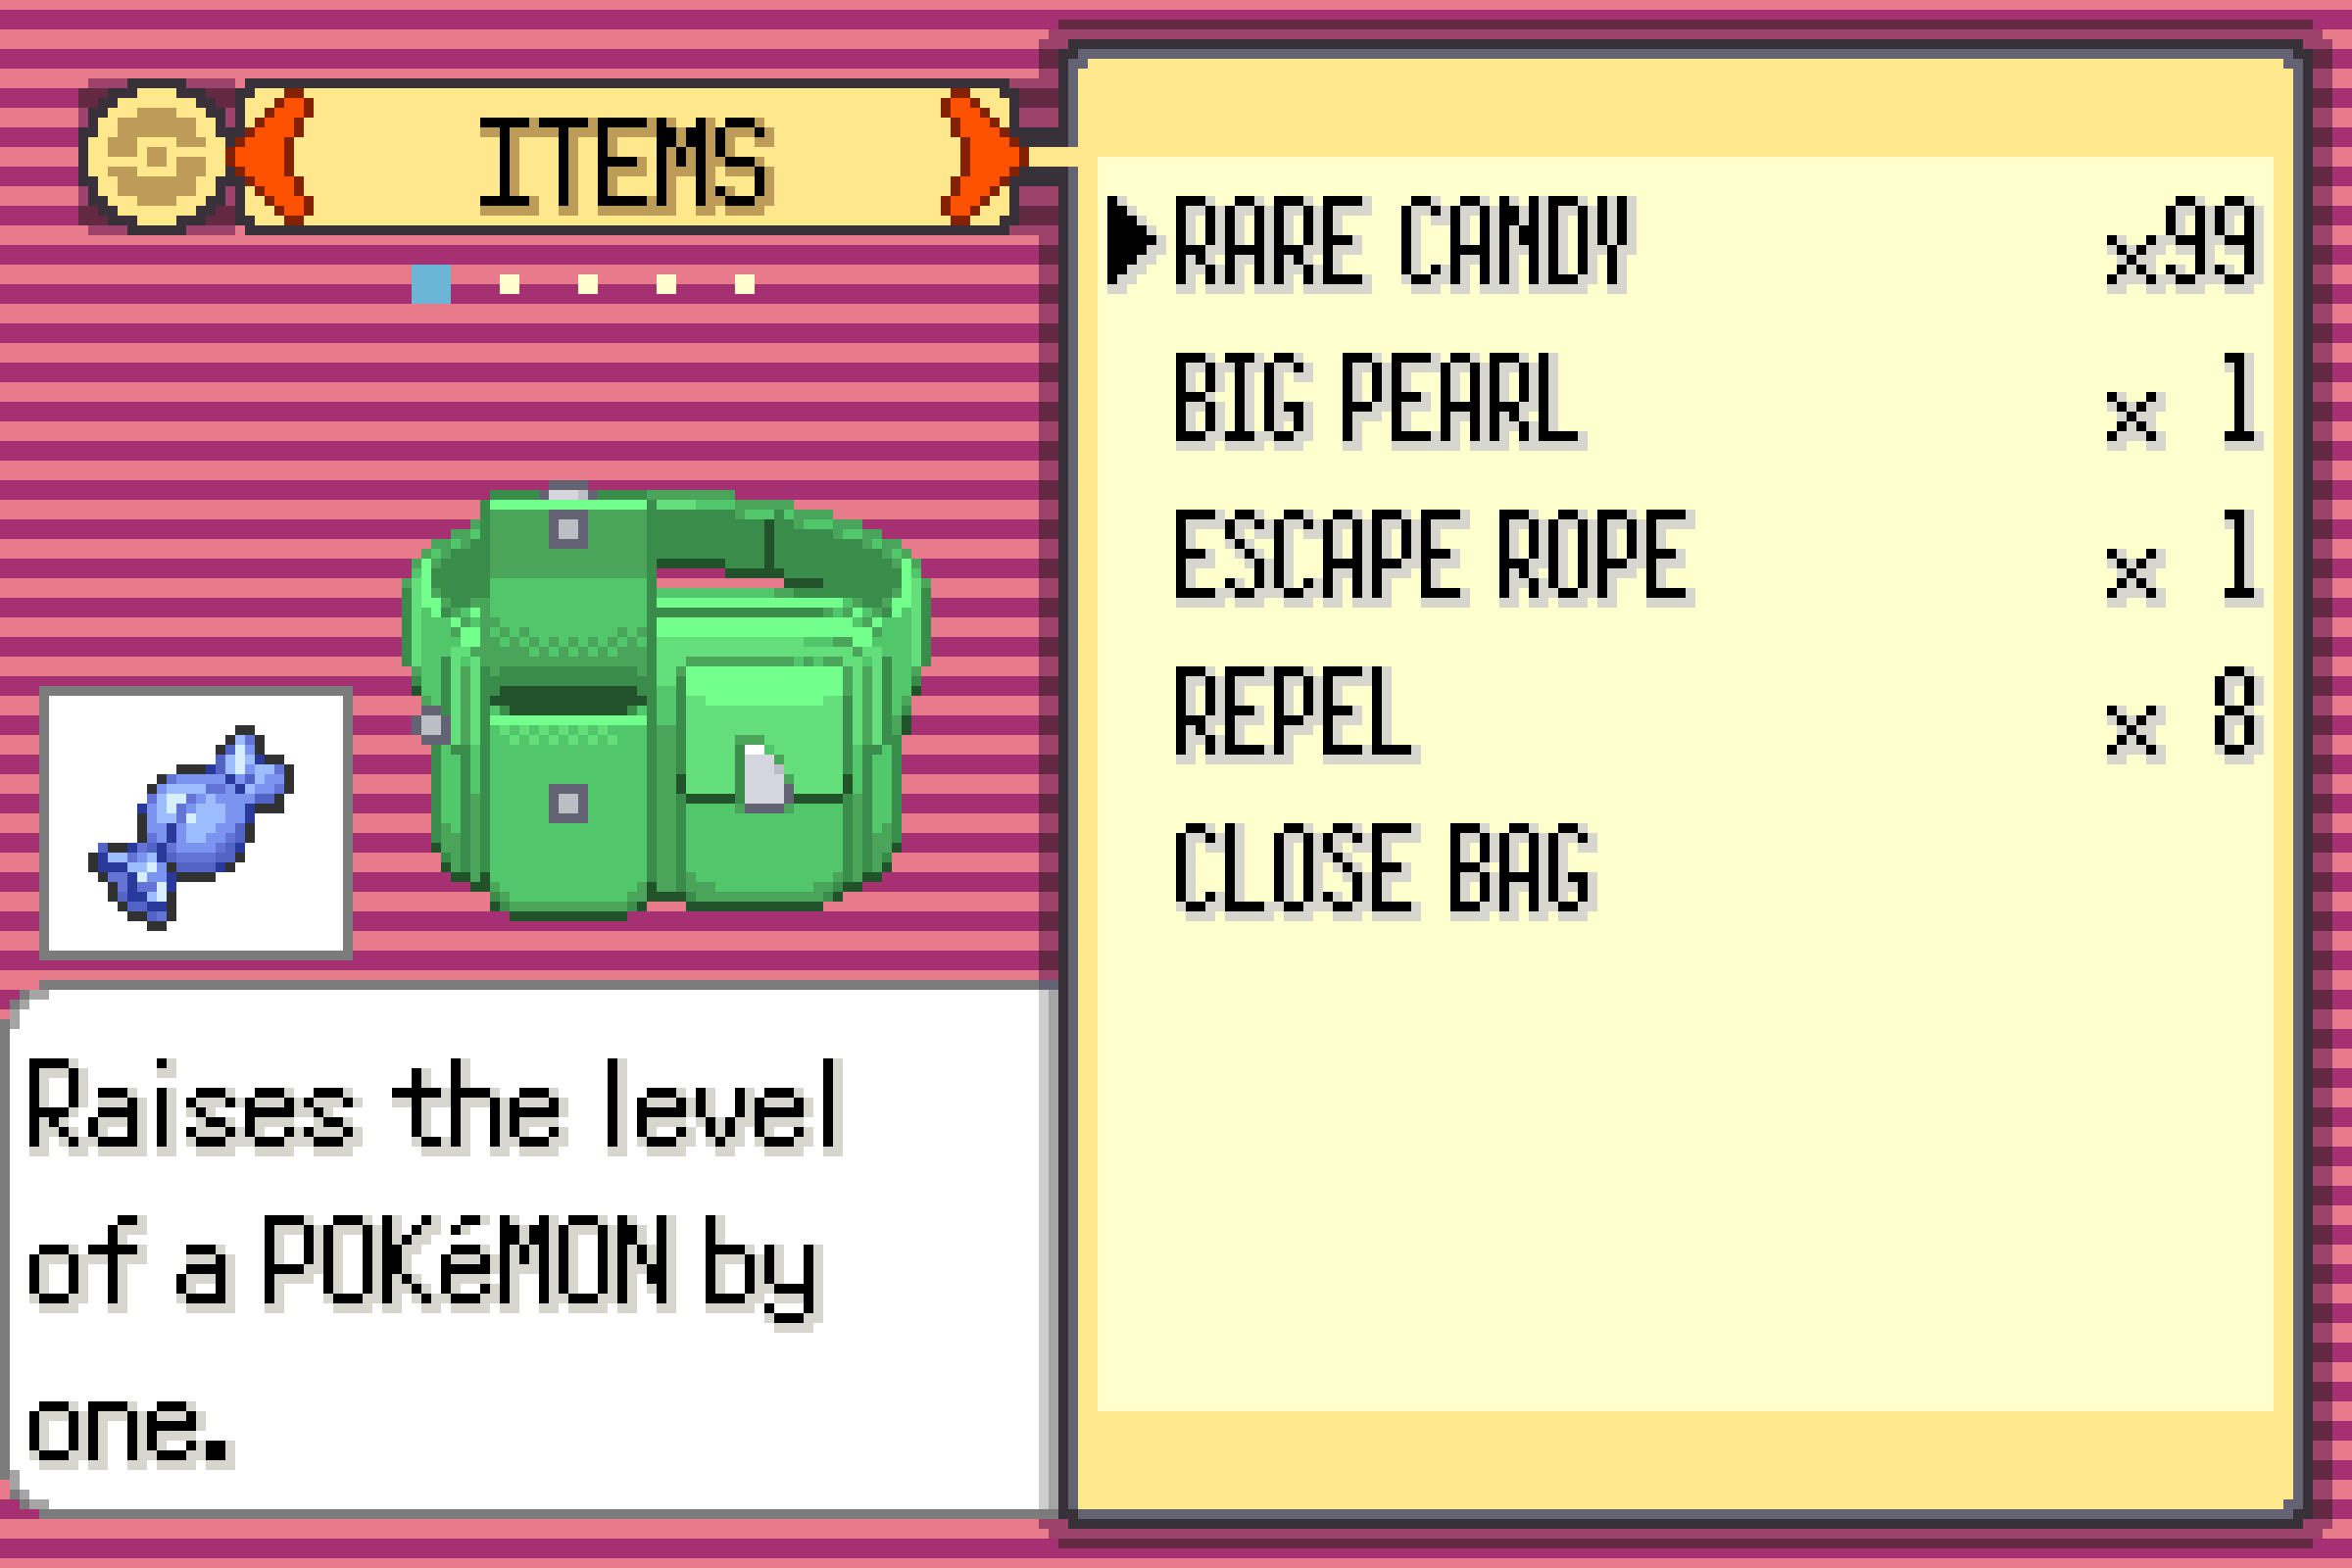 ITEMS
RARE CANDY ×99
BIG PEARL × 1
ESCAPE ROPE × 1
REPEL × 8
CLOSE BAG
Raises the level
of a POKéMON by
one.